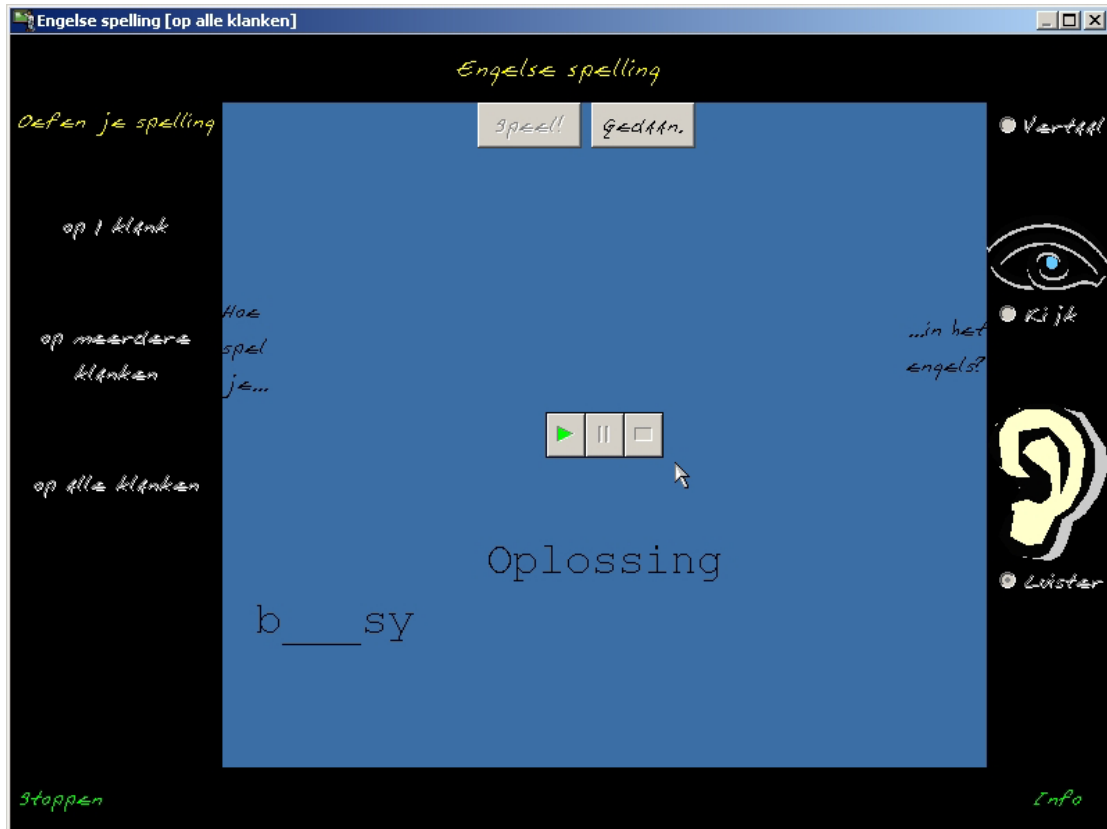 Engelse spelling [op alle klanken]
Engelse spelling
Oefen je spelling
Speel!
Gedaan.
Vertaal
op 1 klank
op meerdere
klanken
op alle klanken
Hoe
spel
je...
...in het
engels?
Kijk
Luister
Oplossing
b___sy
Stoppen
Info